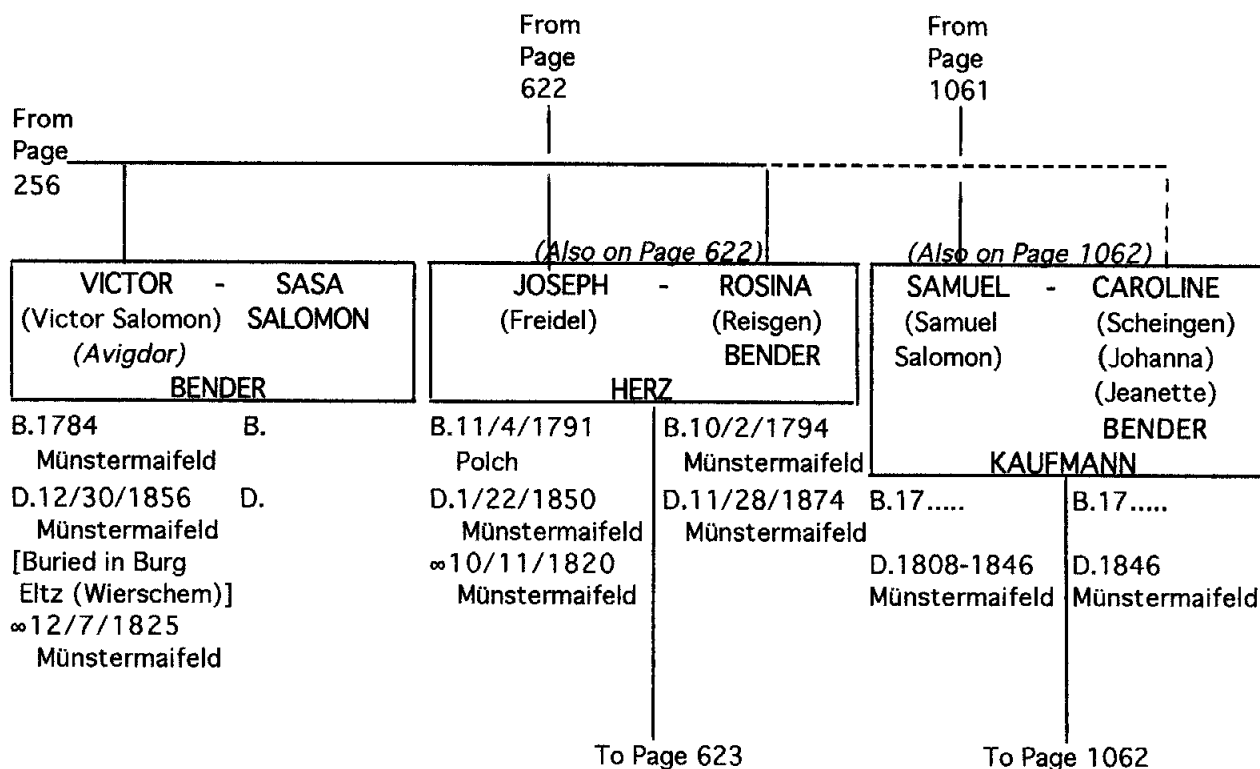 From
Page
622
From
Page
1061
From
Page
256
(Also on Page 622)
(Also on Page 1062)
VICTOR - SASA
(Victor Salomon) SALOMON
(Avigdor)
BENDER
B.1784 B.
Münstermaifeld
D.12/30/1856 D.
Münstermaifeld
[Buried in Burg
Eltz (Wierschem)]
∞12/7/1825
Münstermaifeld
JOSEPH - ROSINA
(Freidel) (Reisgen)
BENDER
HERZ
B.11/4/1791 B.10/2/1794
Polch Münstermaifeld
D.1/22/1850 D.11/28/1874
Münstermaifeld Münstermaifeld
∞10/11/1820
Münstermaifeld
To Page 623
SAMUEL - CAROLINE
(Samuel (Scheingen)
Salomon) (Johanna)
(Jeanette)
BENDER
KAUFMANN
B.17..... B.17.....
D.1808-1846 D.1846
Münstermaifeld Münstermaifeld
To Page 1062